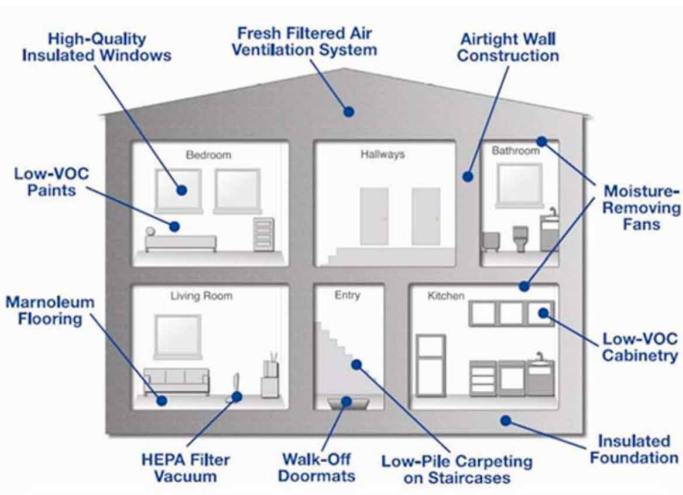 High-Quality
Insulated Windows
Fresh Filtered Air
Ventilation System
Airtight Wall
Construction
Bedroom
Hallways
Bathroom
Low-VOC
Paints
Moisture-
Removing
Fans
Marnoleum
Flooring
Living Room
Entry
Kitchen
Low-VOC
Cabinetry
HEPA Filter
Vacuum
Walk-Off
Doormats
Low-Pile Carpeting
on Staircases
Insulated
Foundation